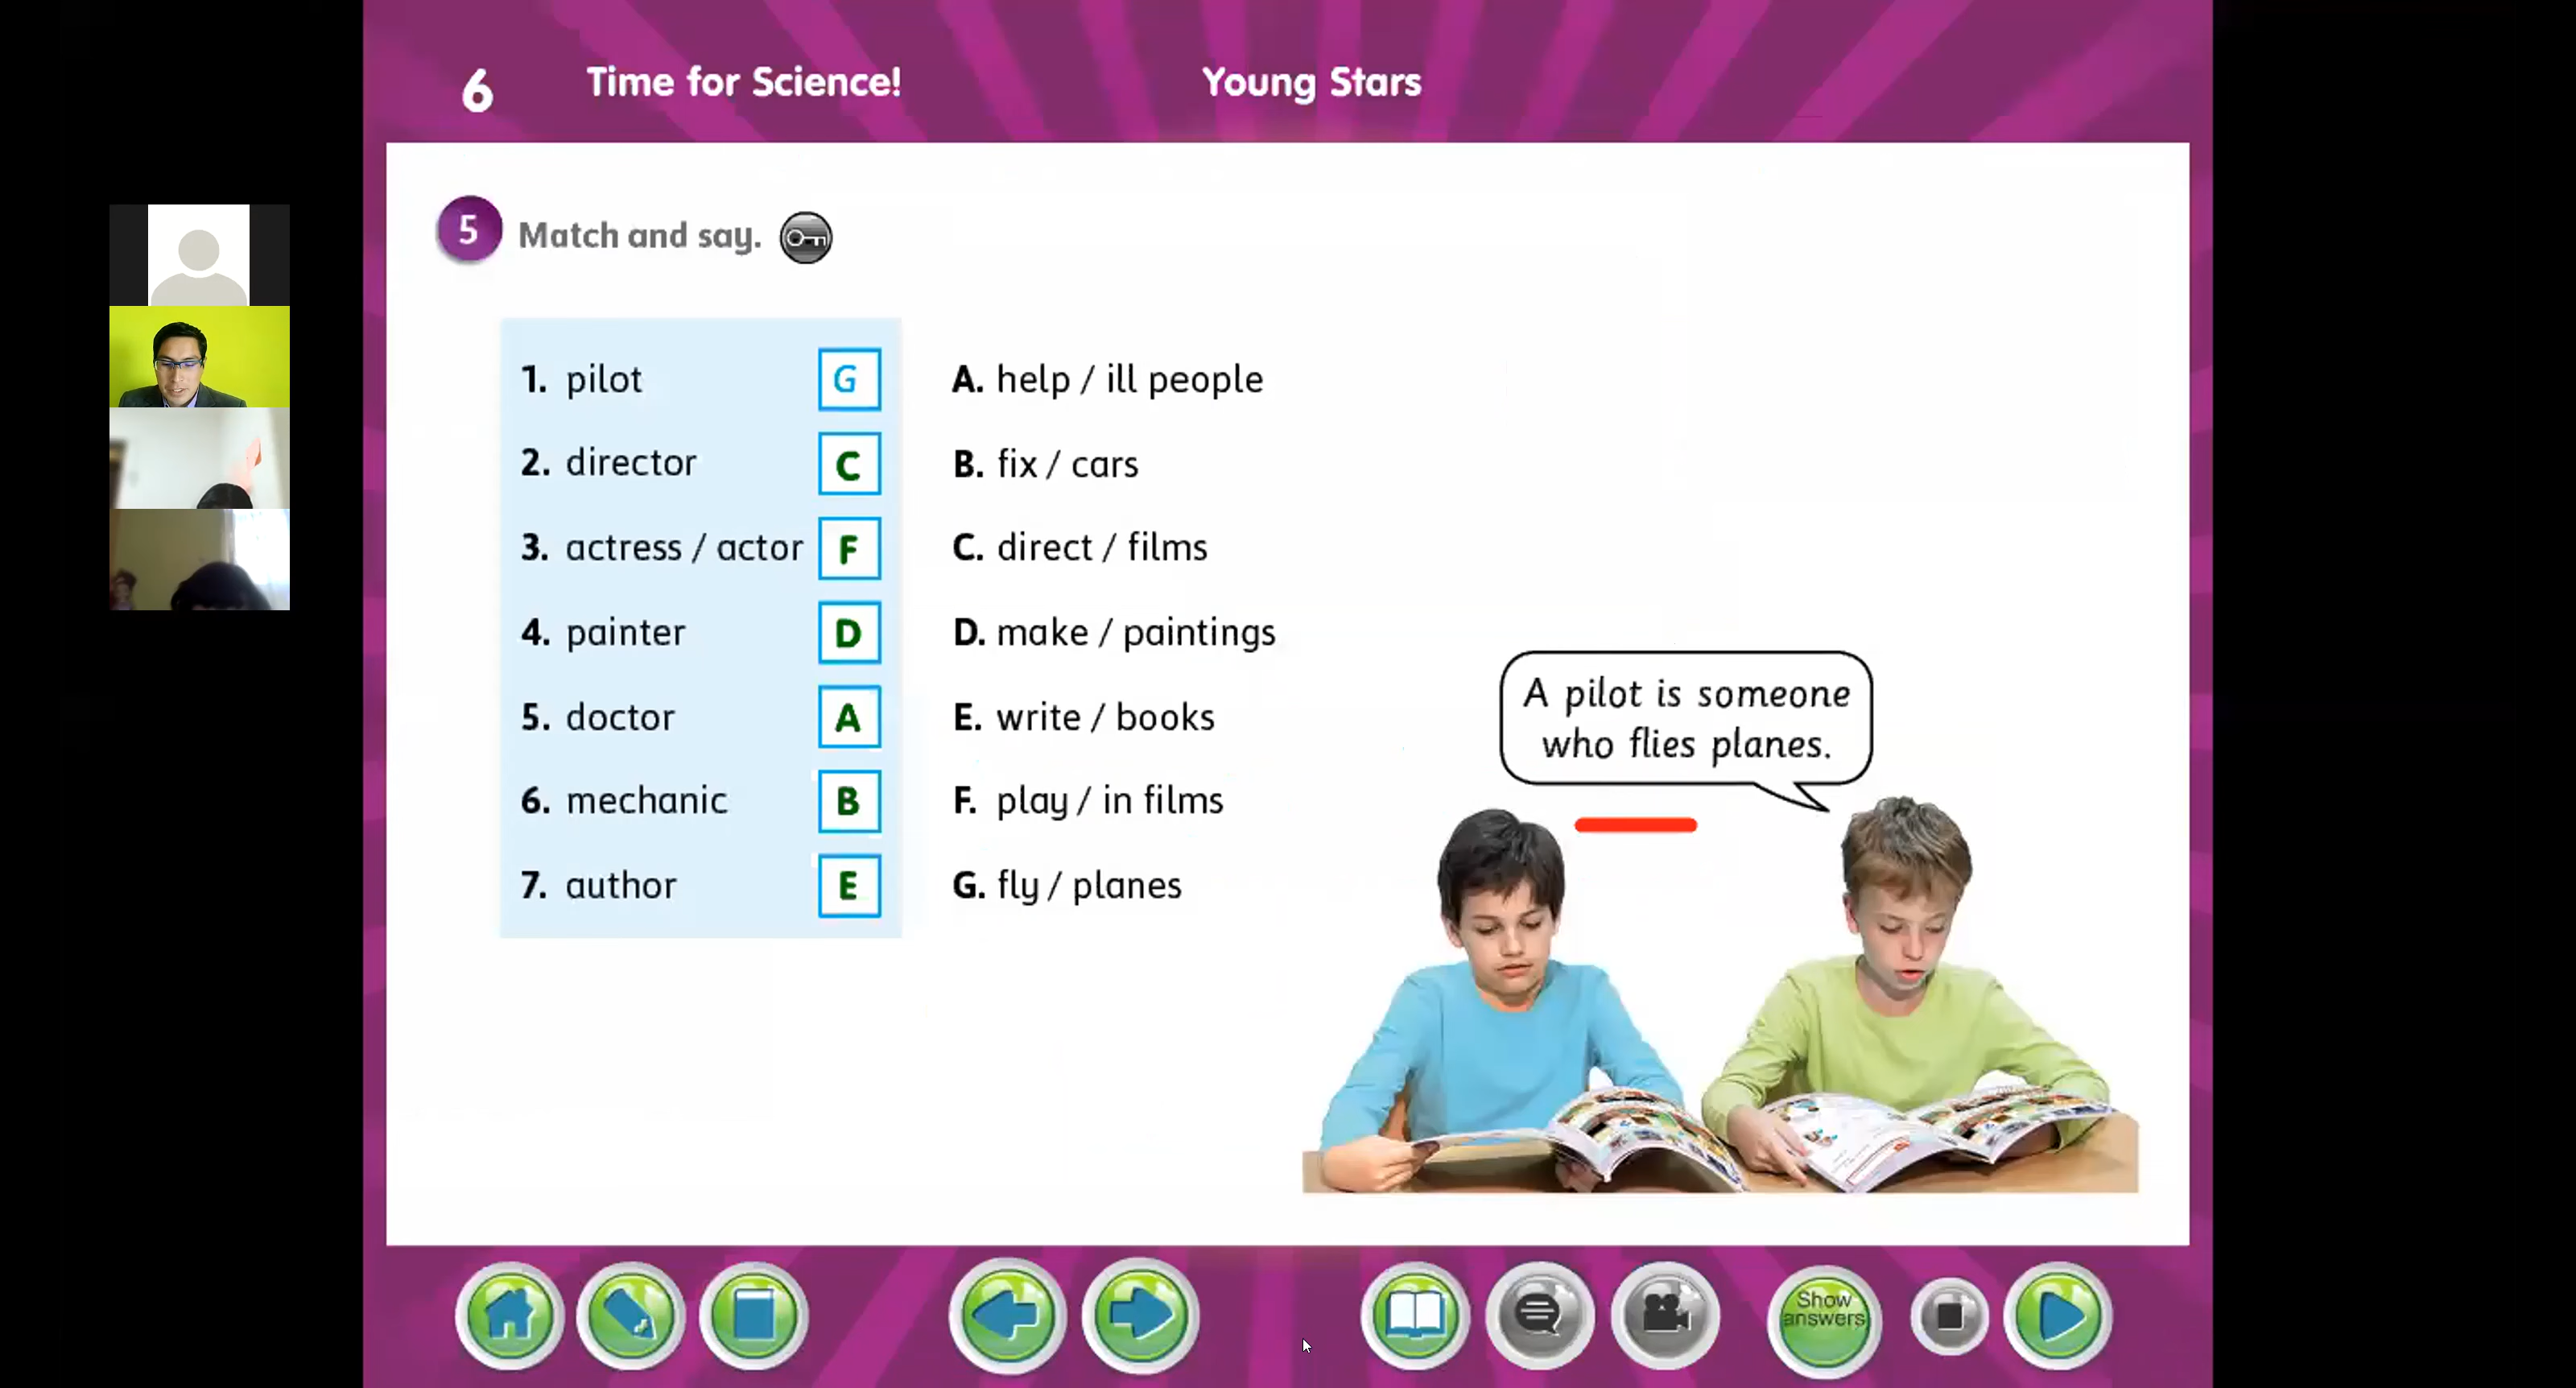 6 Time for Science! Young Stars
5 Match and say.
1. pilot G A. help / ill people
2. director C B. fix / cars
3. actress / actor F C. direct / films
4. painter D D. make / paintings
5. doctor A E. write / books
6. mechanic B F. play / in films
7. author E G. fly / planes
A pilot is someone
who flies planes.
Show
answers